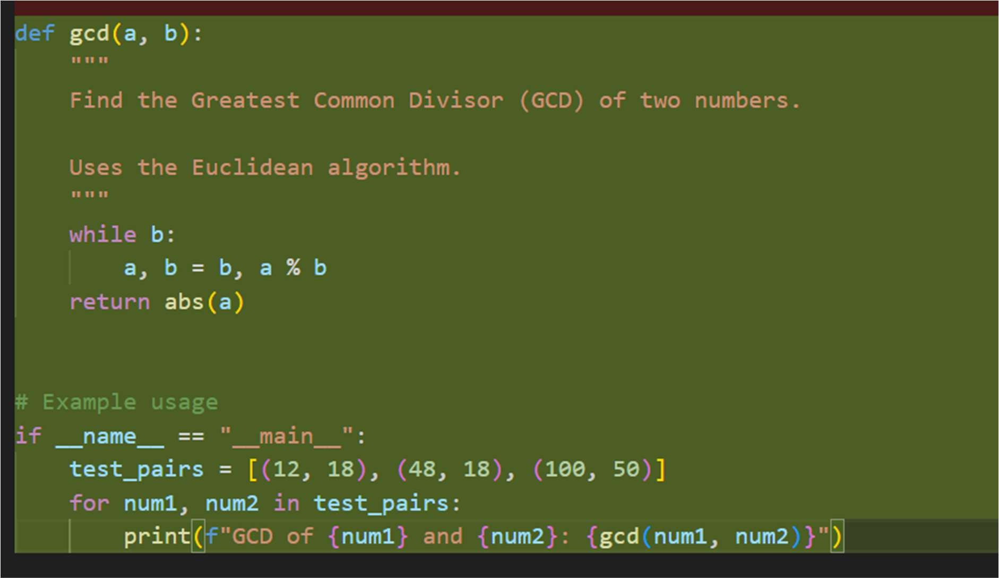 def gcd(a, b):
    """
    Find the Greatest Common Divisor (GCD) of two numbers.

    Uses the Euclidean algorithm.
    """
    while b:
        a, b = b, a % b
    return abs(a)


# Example usage
if __name__ == "__main__":
    test_pairs = [(12, 18), (48, 18), (100, 50)]
    for num1, num2 in test_pairs:
        print(f"GCD of {num1} and {num2}: {gcd(num1, num2)}")